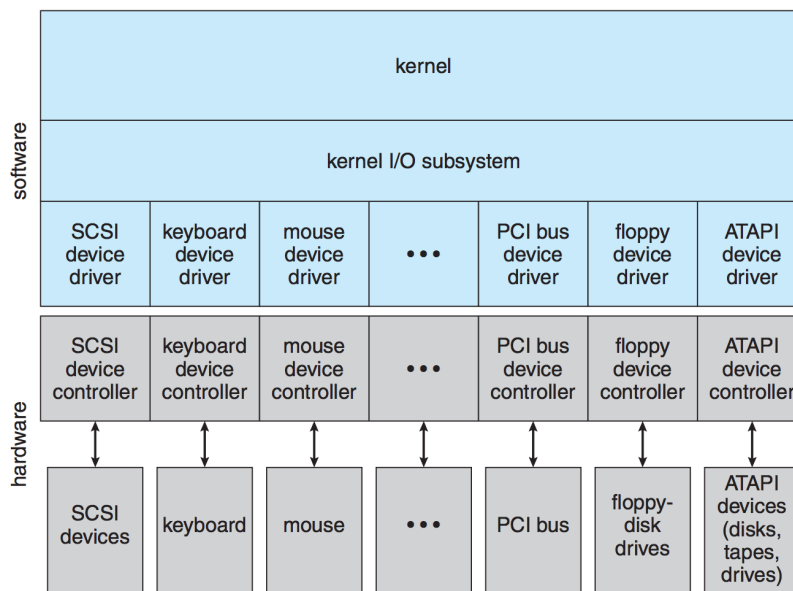 kernel
software
kernel I/O subsystem
SCSI
device
driver
keyboard
device
driver
mouse
device
driver
•••
PCI bus
device
driver
floppy
device
driver
ATAPI
device
driver
hardware
SCSI
device
controller
keyboard
device
controller
mouse
device
controller
•••
PCI bus
device
controller
floppy
device
controller
ATAPI
device
controller
SCSI
devices
keyboard
mouse
•••
PCI bus
floppy-
disk
drives
ATAPI
devices
(disks,
tapes,
drives)